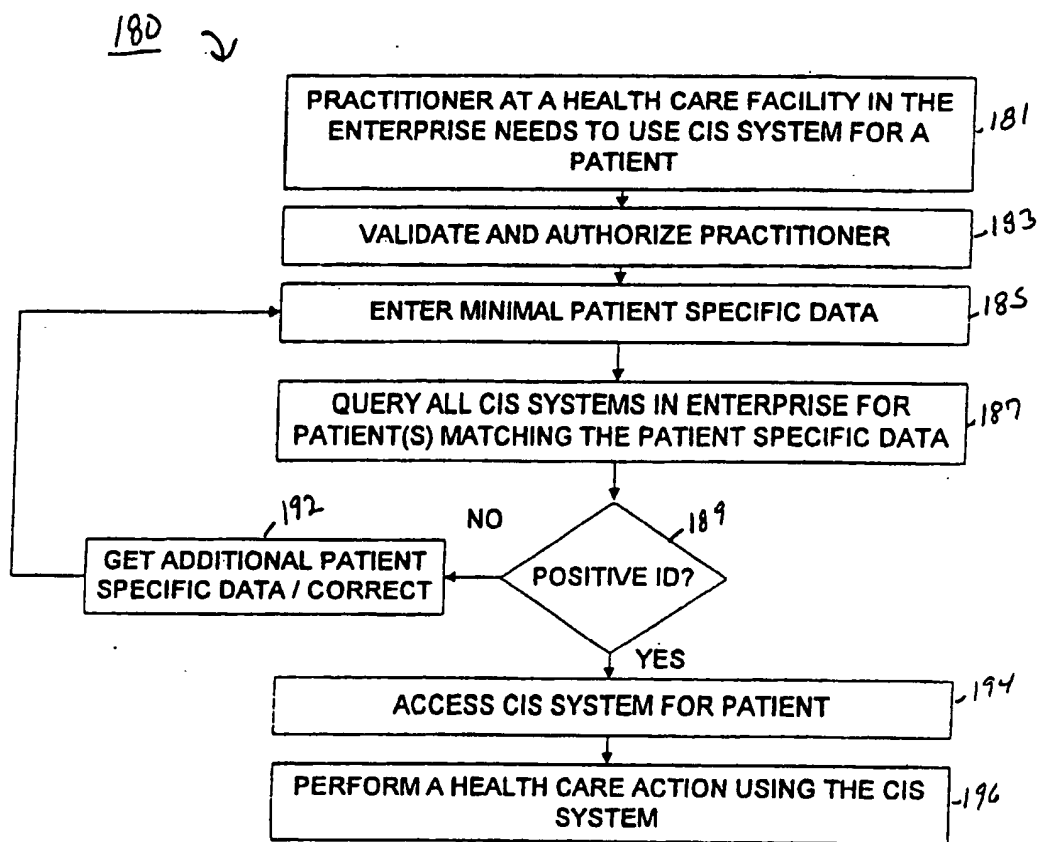 180
PRACTITIONER AT A HEALTH CARE FACILITY IN THE
ENTERPRISE NEEDS TO USE CIS SYSTEM FOR A
PATIENT
181
VALIDATE AND AUTHORIZE PRACTITIONER
183
ENTER MINIMAL PATIENT SPECIFIC DATA
185
QUERY ALL CIS SYSTEMS IN ENTERPRISE FOR
PATIENT(S) MATCHING THE PATIENT SPECIFIC DATA
187
192
NO
189
GET ADDITIONAL PATIENT
SPECIFIC DATA / CORRECT
POSITIVE ID?
YES
ACCESS CIS SYSTEM FOR PATIENT
194
PERFORM A HEALTH CARE ACTION USING THE CIS
SYSTEM
196